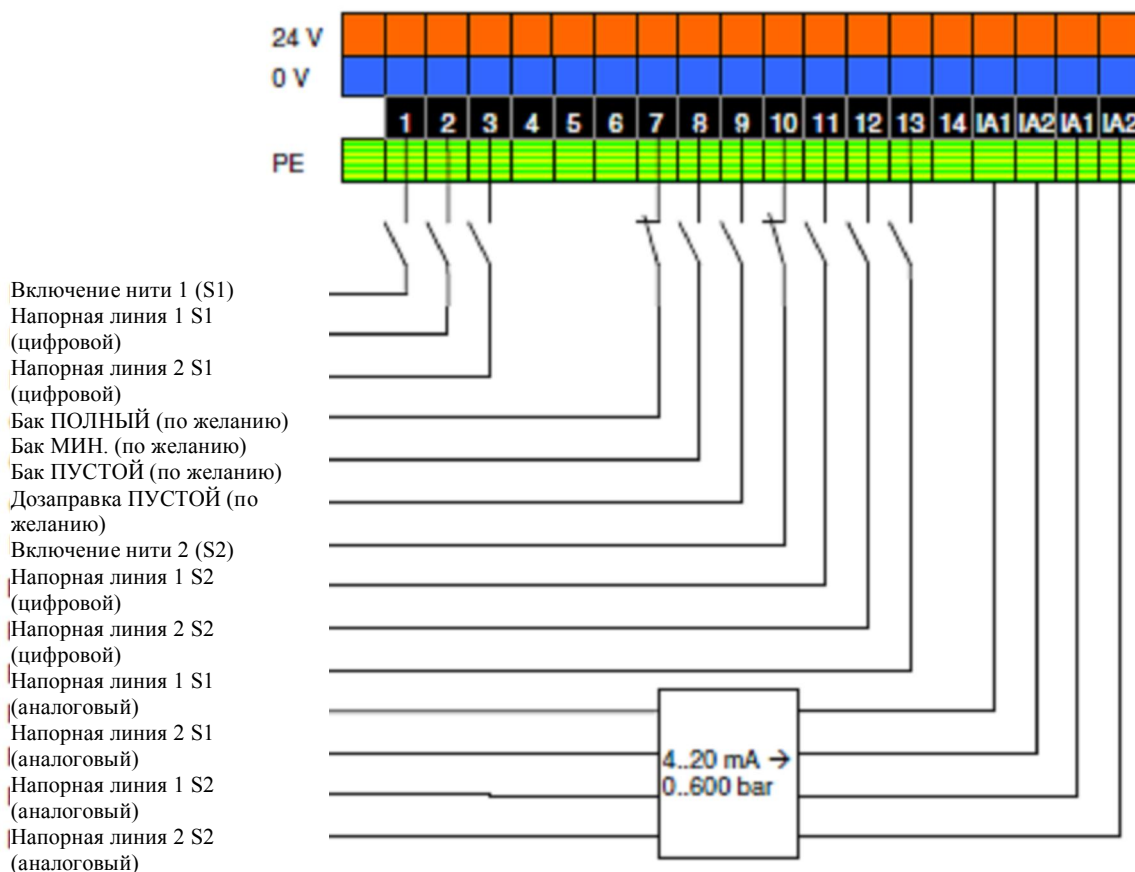 24 V
0 V
1 2 3 4 5 6 7 8 9 10 11 12 13 14 IA1 IA2 IA1 IA2
PE
Включение нити 1 (S1)
Напорная линия 1 S1
(цифровой)
Напорная линия 2 S1
(цифровой)
Бак ПОЛНЫЙ (по желанию)
Бак МИН. (по желанию)
Бак ПУСТОЙ (по желанию)
Дозаправка ПУСТОЙ (по
желанию)
Включение нити 2 (S2)
Напорная линия 1 S2
(цифровой)
Напорная линия 2 S2
(цифровой)
Напорная линия 1 S1
(аналоговый)
Напорная линия 2 S1
(аналоговый)
Напорная линия 1 S2
(аналоговый)
Напорная линия 2 S2
(аналоговый)
4..20 mA →
0..600 bar